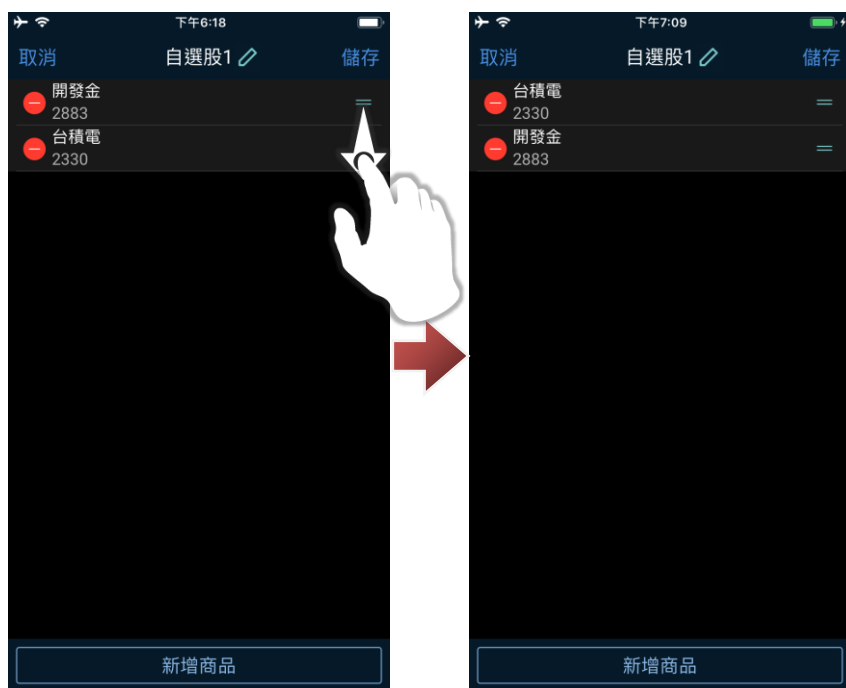 下午6:18
取消 自選股1 儲存
開發金
2883
台積電
2330
新增商品
下午7:09
取消 自選股1 儲存
台積電
2330
開發金
2883
新增商品